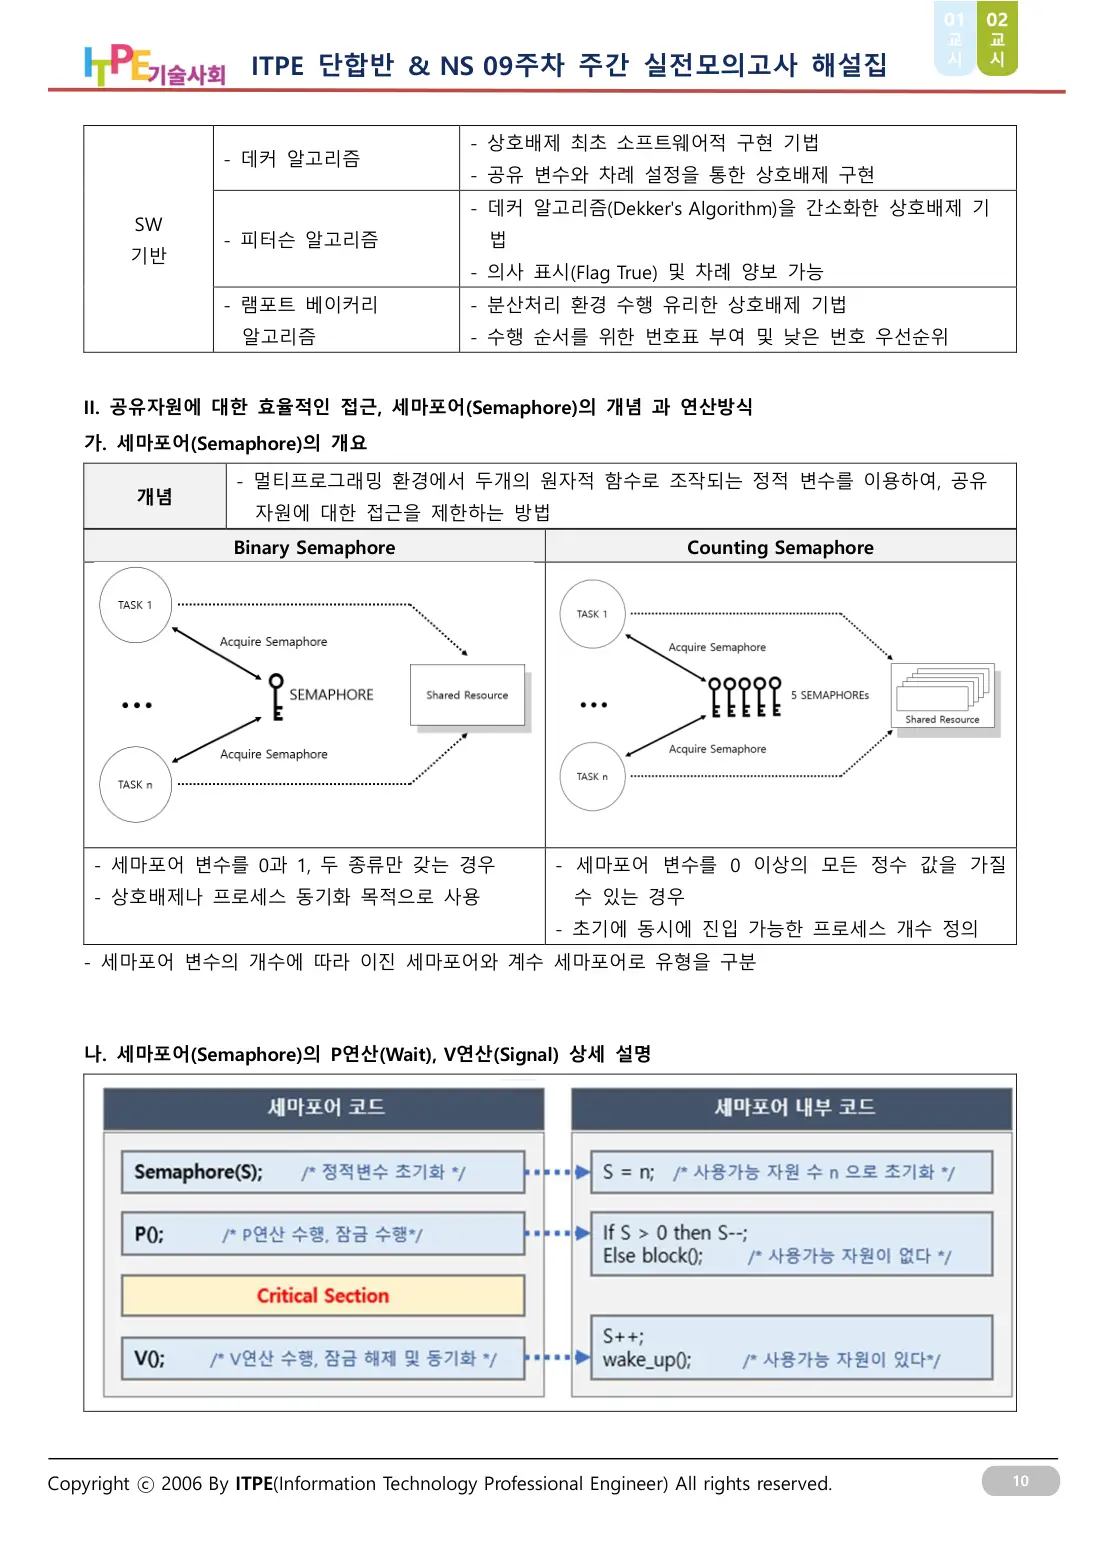 ITPE기술사회 ITPE 단합반 & NS 09주차 주간 실전모의고사 해설집
01 교시
02 교시
SW 기반
- 데커 알고리즘
- 상호배제 최초 소프트웨어적 구현 기법
- 공유 변수와 차례 설정을 통한 상호배제 구현
- 피터슨 알고리즘
- 데커 알고리즘(Dekker's Algorithm)을 간소화한 상호배제 기
법
- 의사 표시(Flag True) 및 차례 양보 가능
- 램포트 베이커리
알고리즘
- 분산처리 환경 수행 유리한 상호배제 기법
- 수행 순서를 위한 번호표 부여 및 낮은 번호 우선순위
II. 공유자원에 대한 효율적인 접근, 세마포어(Semaphore)의 개념 과 연산방식
가. 세마포어(Semaphore)의 개요
개념
- 멀티프로그래밍 환경에서 두개의 원자적 함수로 조작되는 정적 변수를 이용하여, 공유
자원에 대한 접근을 제한하는 방법
Binary Semaphore
Counting Semaphore
TASK 1
Acquire Semaphore
SEMAPHORE
Shared Resource
...
Acquire Semaphore
TASK n
TASK 1
Acquire Semaphore
5 SEMAPHOREs
Shared Resource
...
Acquire Semaphore
TASK n
- 세마포어 변수를 0과 1, 두 종류만 갖는 경우
- 상호배제나 프로세스 동기화 목적으로 사용
- 세마포어 변수를 0 이상의 모든 정수 값을 가질
수 있는 경우
- 초기에 동시에 진입 가능한 프로세스 개수 정의
- 세마포어 변수의 개수에 따라 이진 세마포어와 계수 세마포어로 유형을 구분
나. 세마포어(Semaphore)의 P연산(Wait), V연산(Signal) 상세 설명
세마포어 코드
세마포어 내부 코드
Semaphore(S); /* 정적변수 초기화 */
S = n; /* 사용가능 자원 수 n 으로 초기화 */
P(); /* P연산 수행, 잠금 수행*/
If S > 0 then S--;
Else block(); /* 사용가능 자원이 없다 */
Critical Section
V(); /* V연산 수행, 잠금 해제 및 동기화 */
S++;
wake_up(); /* 사용가능 자원이 있다*/
Copyright ⓒ 2006 By ITPE(Information Technology Professional Engineer) All rights reserved.
10